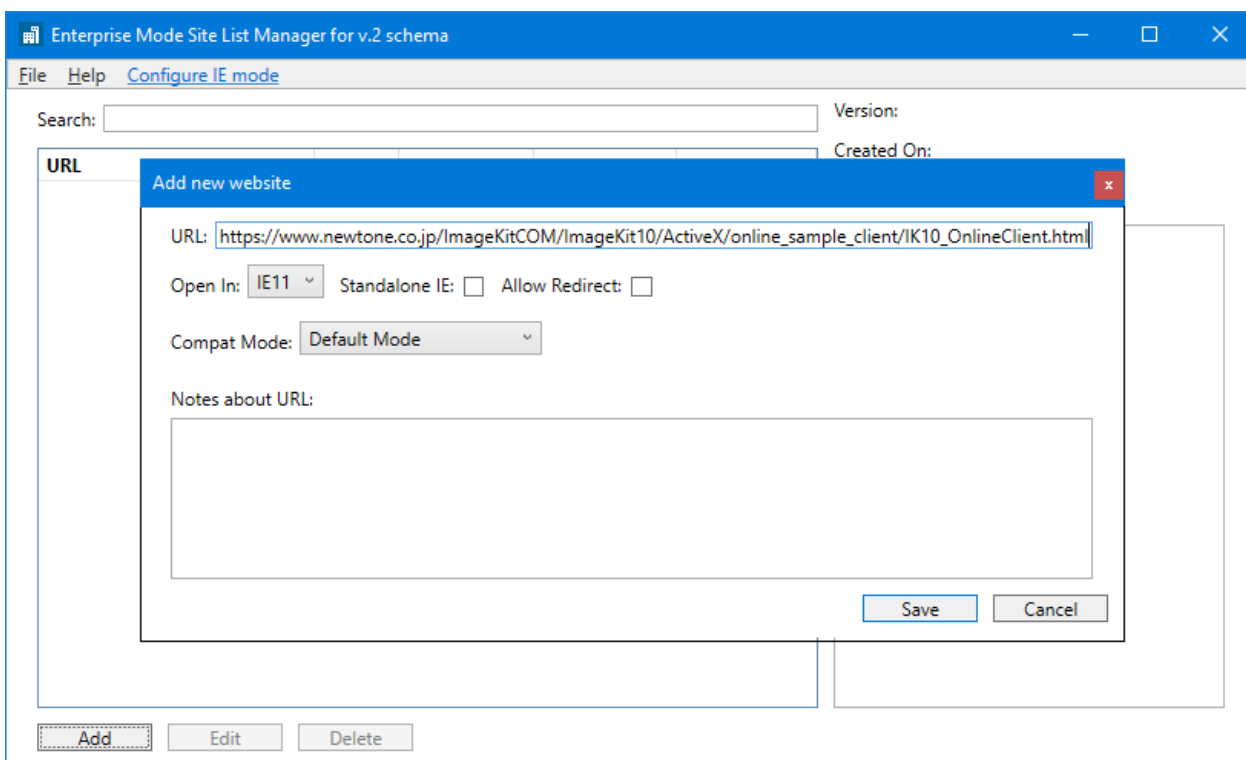 Enterprise Mode Site List Manager for v.2 schema
File Help Configure IE mode
Search:
Version:
Created On:
URL
Add new website
x
URL: https://www.newtone.co.jp/ImageKitCOM/ImageKit10/ActiveX/online_sample_client/IK10_OnlineClient.html
Open In: IE11 Standalone IE: Allow Redirect:
Compat Mode: Default Mode
Notes about URL:
Save Cancel
Add Edit Delete